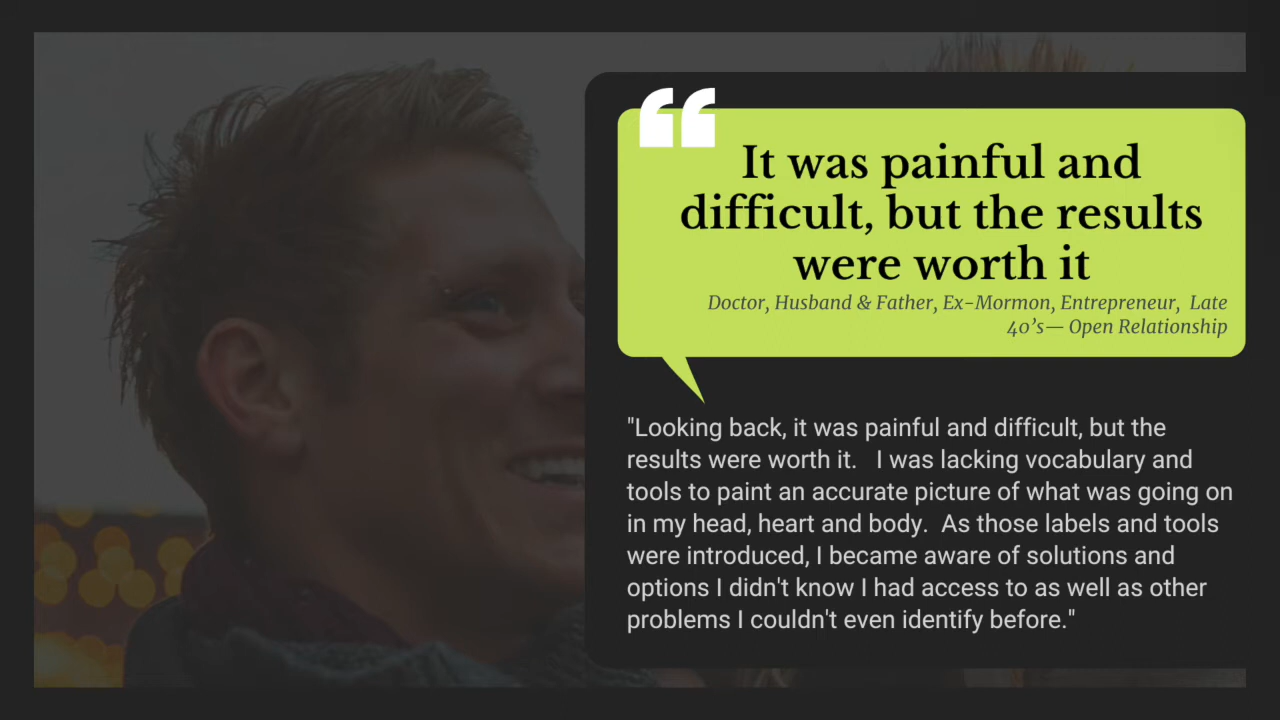 “
It was painful and
difficult, but the results
were worth it
Doctor, Husband & Father, Ex-Mormon, Entrepreneur,  Late
40’s— Open Relationship
"Looking back, it was painful and difficult, but the
results were worth it.   I was lacking vocabulary and
tools to paint an accurate picture of what was going on
in my head, heart and body.  As those labels and tools
were introduced, I became aware of solutions and
options I didn't know I had access to as well as other
problems I couldn't even identify before."